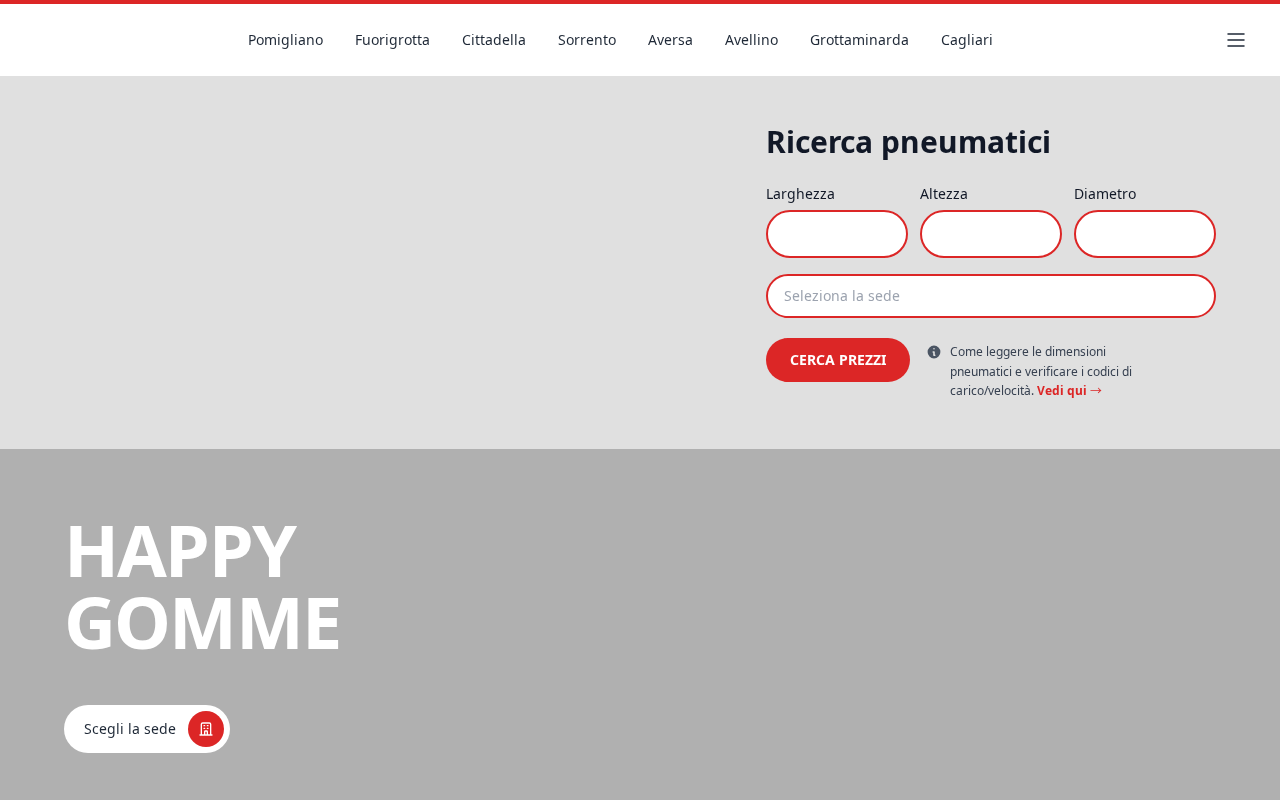 Pomigliano Fuorigrotta Cittadella Sorrento Aversa Avellino Grottaminarda Cagliari
Ricerca pneumatici
Larghezza Altezza Diametro
Seleziona la sede
CERCA PREZZI
Come leggere le dimensioni
pneumatici e verificare i codici di
carico/velocità. Vedi qui →
HAPPY
GOMME
Scegli la sede